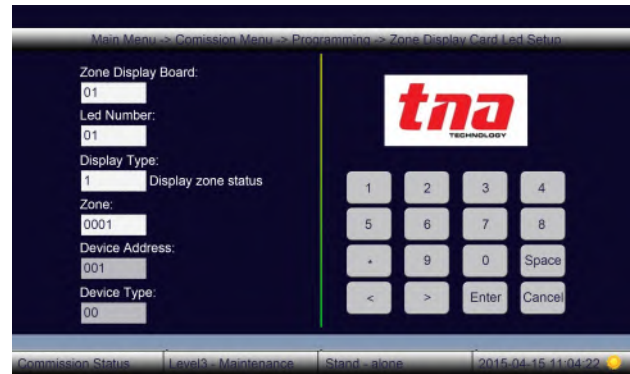 Main Menu -> Comission Menu -> Programming -> Zone Display Card Led Setup
Zone Display Board:
01
Led Number:
01
Display Type:
1 Display zone status
Zone:
0001
Device Address:
001
Device Type:
00
tna
TECHNOLOGY
1 2 3 4
5 6 7 8
* 9 0 Space
< > Enter Cancel
Commission Status Level3 - Maintenance Stand - alone 2015-04-15 11:04:22